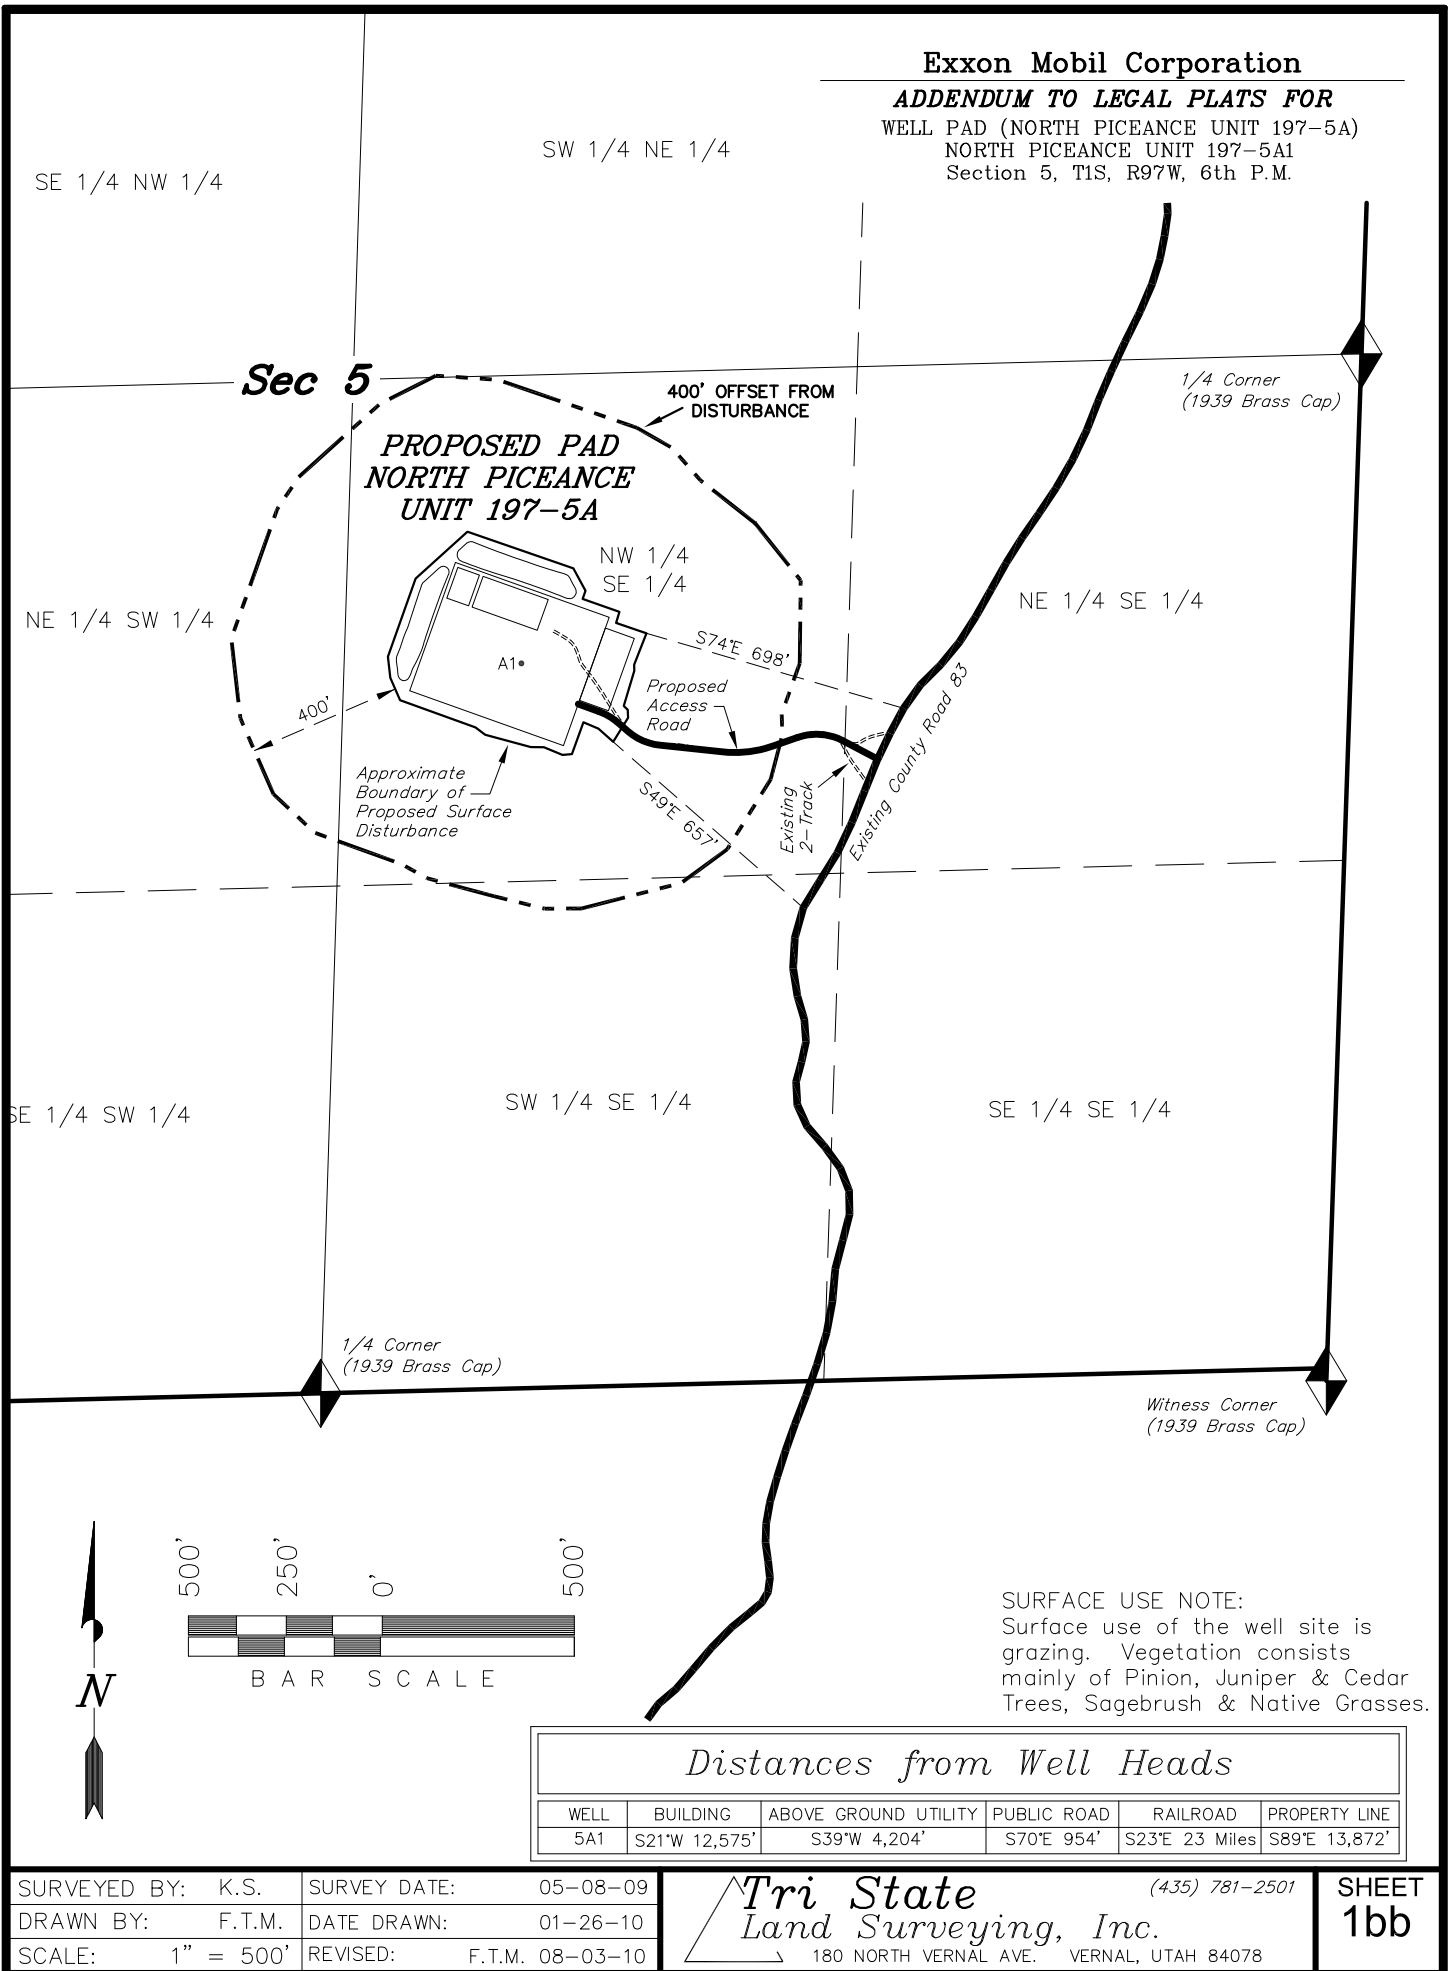 Exxon Mobil Corporation
ADDENDUM TO LEGAL PLATS FOR
WELL PAD (NORTH PICEANCE UNIT 197-5A)
NORTH PICEANCE UNIT 197-5A1
Section 5, T1S, R97W, 6th P.M.
SW 1/4 NE 1/4
SE 1/4 NW 1/4
Sec 5
400' OFFSET FROM
DISTURBANCE
1/4 Corner
(1939 Brass Cap)
PROPOSED PAD
NORTH PICEANCE
UNIT 197-5A
NW 1/4
SE 1/4
NE 1/4 SW 1/4
NE 1/4 SE 1/4
A1
S74°E 698'
Proposed
Access
Road
400'
Existing County Road 83
Approximate
Boundary of
Proposed Surface
Disturbance
S49°E 657'
Existing
2-Track
SE 1/4 SW 1/4
SW 1/4 SE 1/4
SE 1/4 SE 1/4
1/4 Corner
(1939 Brass Cap)
Witness Corner
(1939 Brass Cap)
N
500' 250' 0' 500'
BAR SCALE
SURFACE USE NOTE:
Surface use of the well site is
grazing. Vegetation consists
mainly of Pinion, Juniper & Cedar
Trees, Sagebrush & Native Grasses.
Distances from Well Heads
WELL BUILDING ABOVE GROUND UTILITY PUBLIC ROAD RAILROAD PROPERTY LINE
5A1 S21°W 12,575' S39°W 4,204' S70°E 954' S23°E 23 Miles S89°E 13,872'
SURVEYED BY: K.S. SURVEY DATE: 05-08-09
DRAWN BY: F.T.M. DATE DRAWN: 01-26-10
SCALE: 1" = 500' REVISED: F.T.M. 08-03-10
Tri State (435) 781-2501
Land Surveying, Inc.
180 NORTH VERNAL AVE. VERNAL, UTAH 84078
SHEET
1bb